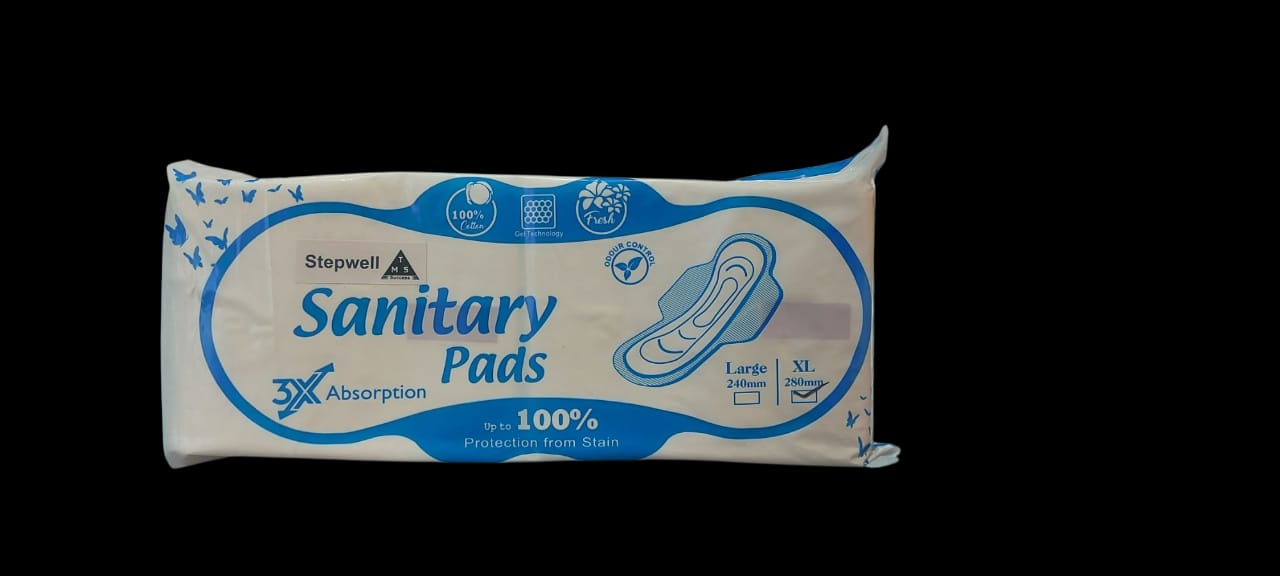 100%
Cotton
Gel Technology
Fresh
ODOUR CONTROL
Stepwell
T
M S
Success
Sanitary
Pads
3X Absorption
Large
240mm
XL
280mm
Up to 100%
Protection from Stain